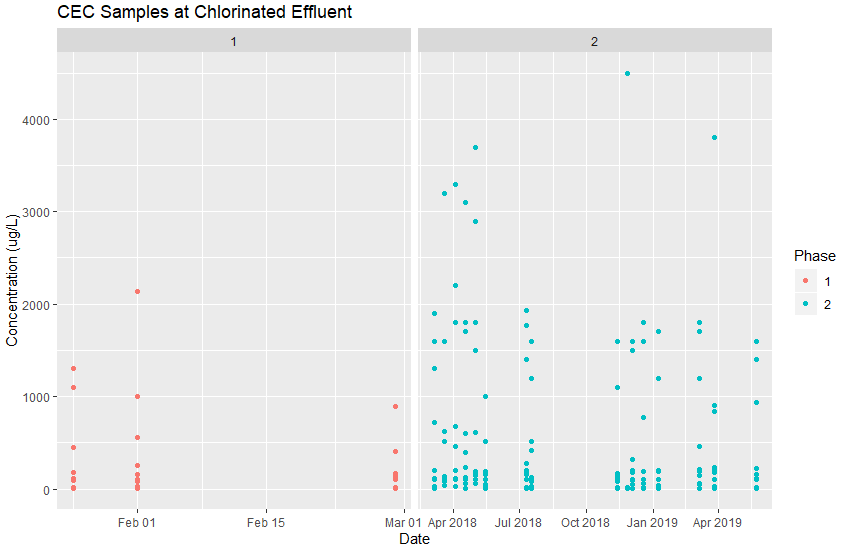 CEC Samples at Chlorinated Effluent
1 2
4000
3000
2000
1000
0
Concentration (ug/L)
Feb 01 Feb 15 Mar 01 Apr 2018 Jul 2018 Oct 2018 Jan 2019 Apr 2019
Date
Phase
1
2